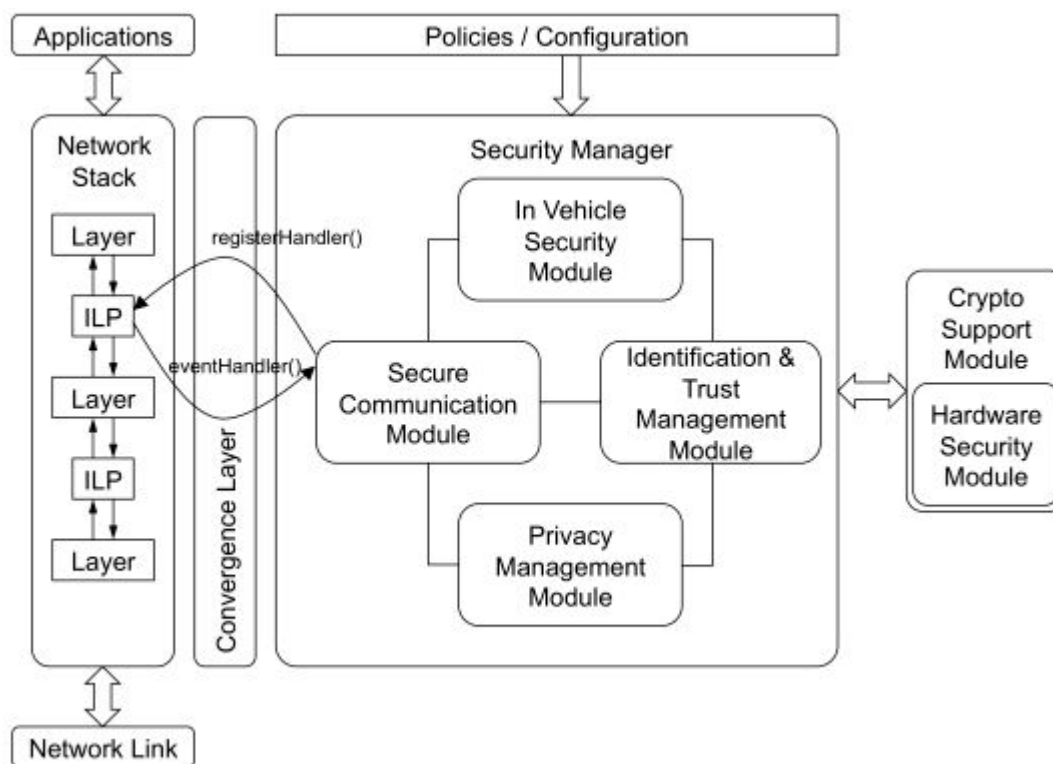 Applications
Policies / Configuration
Network
Stack
Layer
ILP
Layer
ILP
Layer
Network Link
Convergence Layer
registerHandler()
eventHandler()
Security Manager
In Vehicle
Security
Module
Secure
Communication
Module
Identification &
Trust
Management
Module
Privacy
Management
Module
Crypto
Support
Module
Hardware
Security
Module